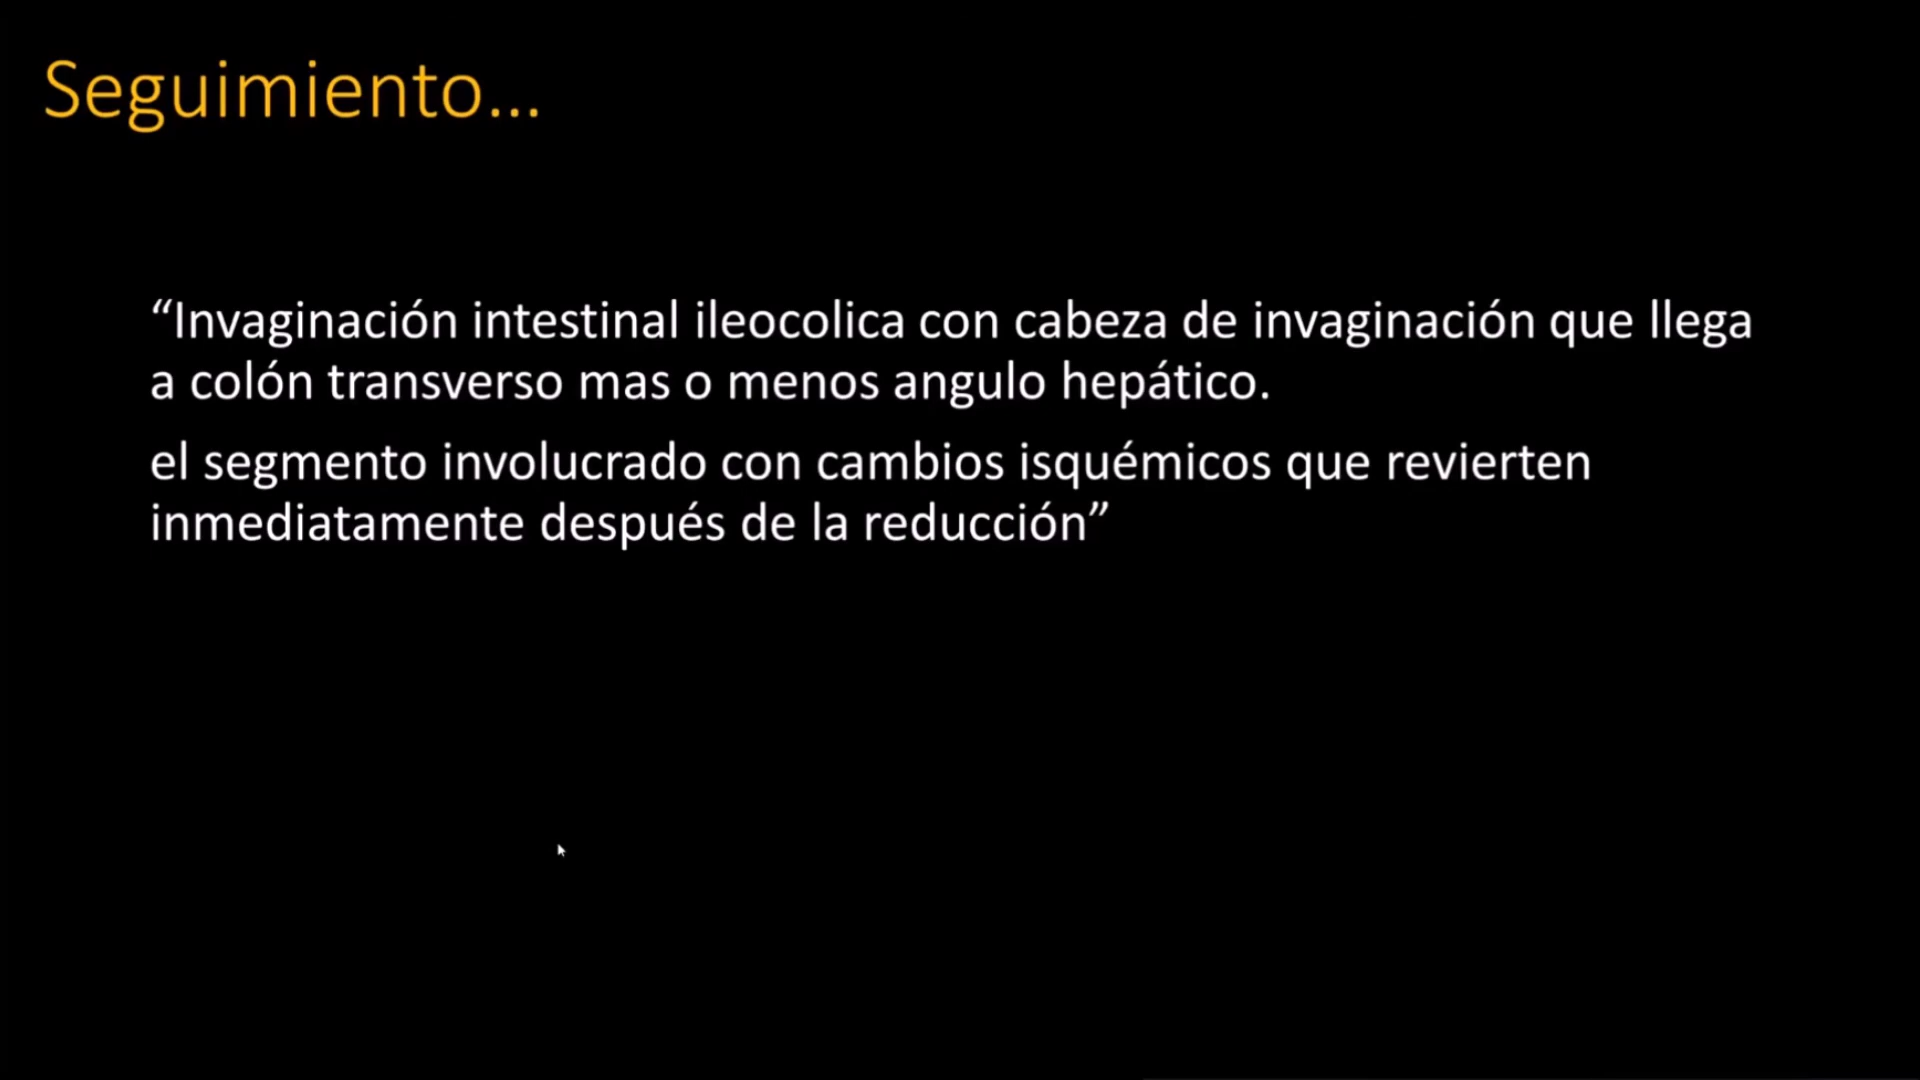 Seguimiento...
“Invaginación intestinal ileocolica con cabeza de invaginación que llega
a colón transverso mas o menos angulo hepático.
el segmento involucrado con cambios isquémicos que revierten
inmediatamente después de la reducción”